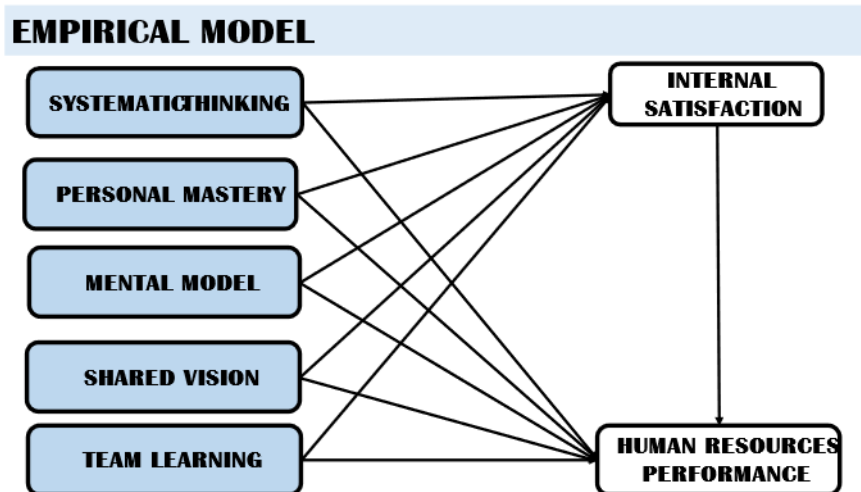 EMPIRICAL MODEL
SYSTEMATICTHINKING
PERSONAL MASTERY
MENTAL MODEL
SHARED VISION
TEAM LEARNING
INTERNAL
SATISFACTION
HUMAN RESOURCES
PERFORMANCE